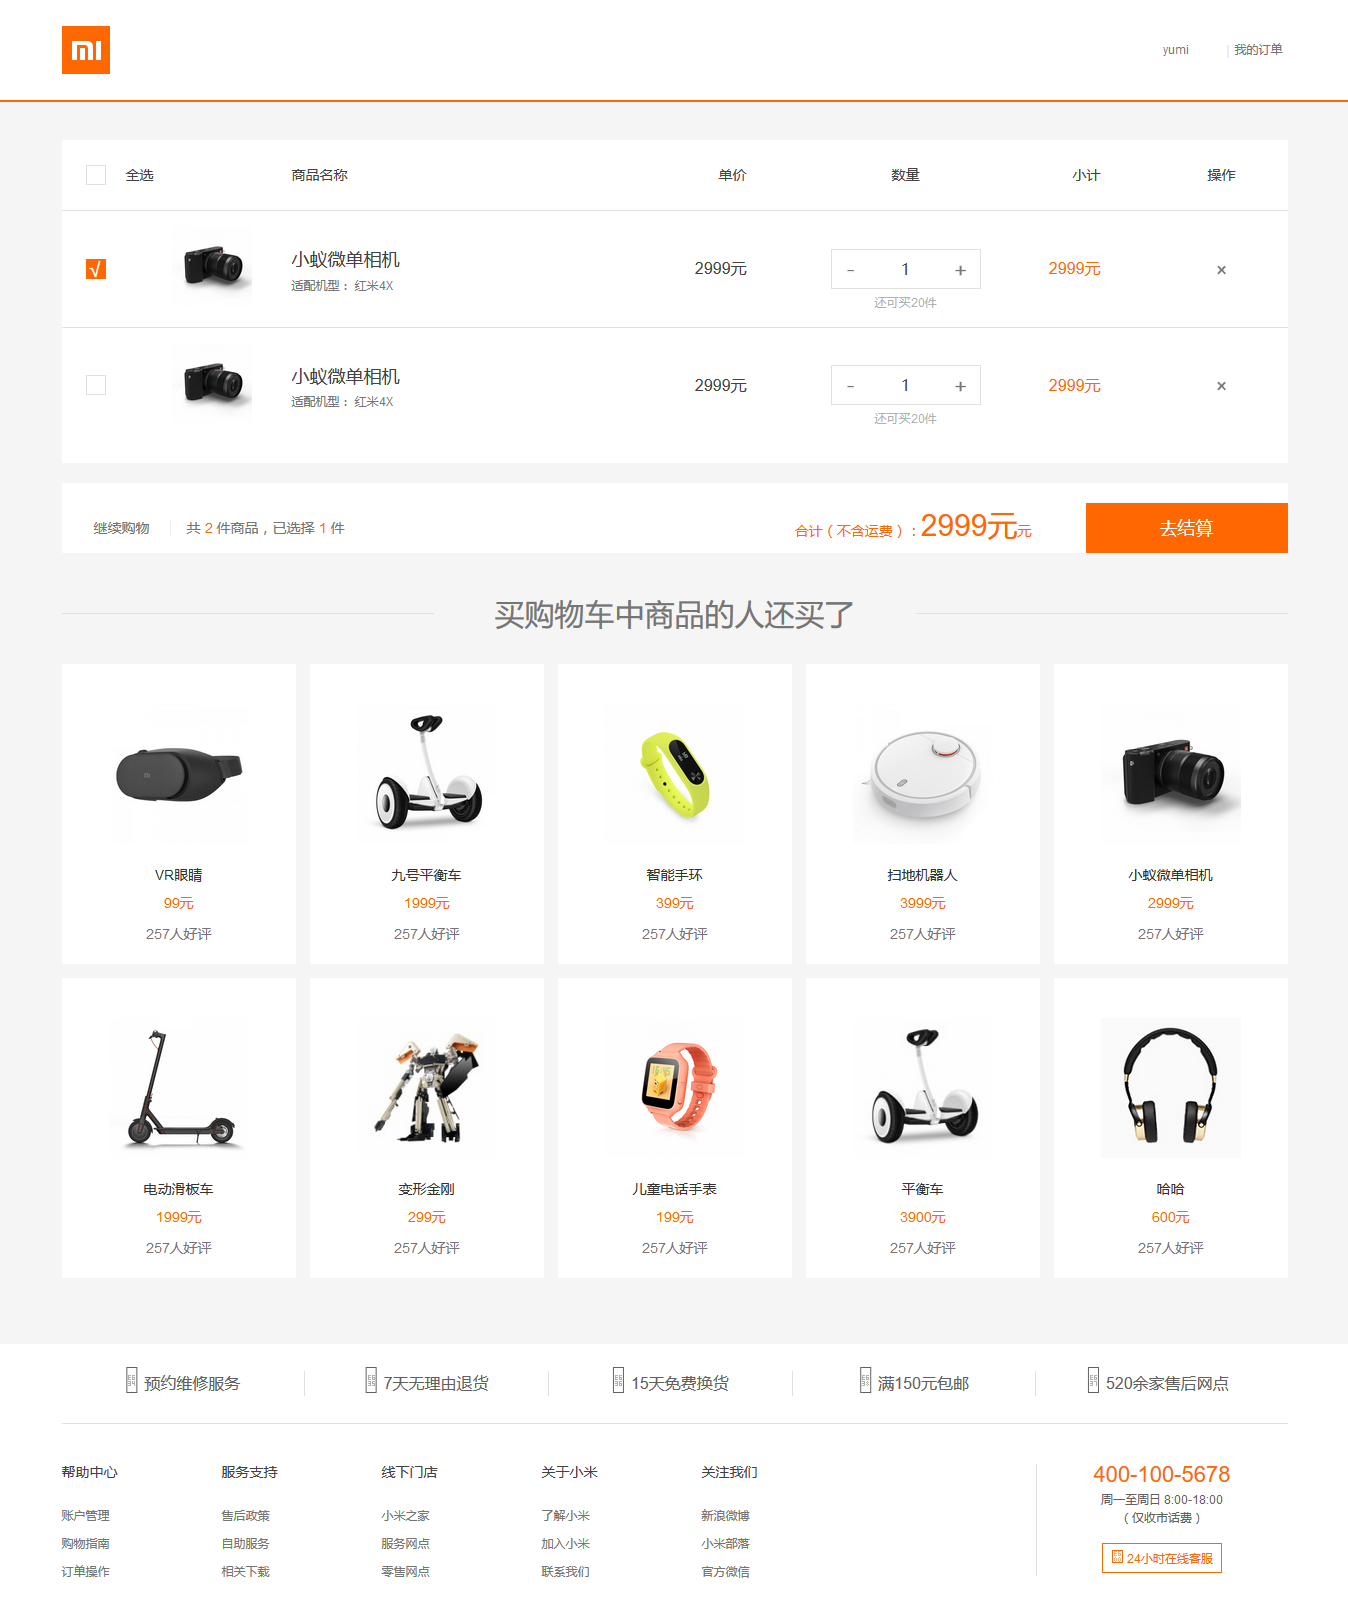 mi
yumi | 我的订单
全选 商品名称 单价 数量 小计 操作
√ 小蚁微单相机 2999元 - 1 + 2999元 ×
适配机型： 红米4X 还可买20件
小蚁微单相机 2999元 - 1 + 2999元 ×
适配机型： 红米4X 还可买20件
继续购物 共 2 件商品，已选择 1 件 合计（不含运费）: 2999元元 去结算
买购物车中商品的人还买了
VR眼睛 九号平衡车 智能手环 扫地机器人 小蚁微单相机
99元 1999元 399元 3999元 2999元
257人好评 257人好评 257人好评 257人好评 257人好评
电动滑板车 变形金刚 儿童电话手表 平衡车 哈哈
1999元 299元 199元 3900元 600元
257人好评 257人好评 257人好评 257人好评 257人好评
预约维修服务 7天无理由退货 15天免费换货 满150元包邮 520余家售后网点
帮助中心 服务支持 线下门店 关于小米 关注我们 400-100-5678
周一至周日 8:00-18:00
账户管理 售后政策 小米之家 了解小米 新浪微博 （仅收市话费）
购物指南 自助服务 服务网点 加入小米 小米部落
24小时在线客服
订单操作 相关下载 零售网点 联系我们 官方微信